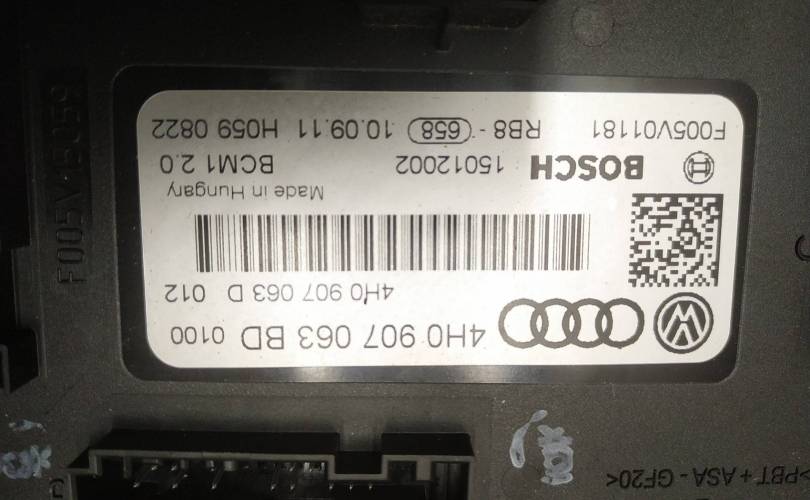 4H0 907 063 BD 0100
4H0 907 063 D 012
Made in Hungary
BOSCH 15012002 BCM1 2.0
F005V01181 RB8 - 658 10.09.11 H059 0822
>PBT + ASA - GF20<